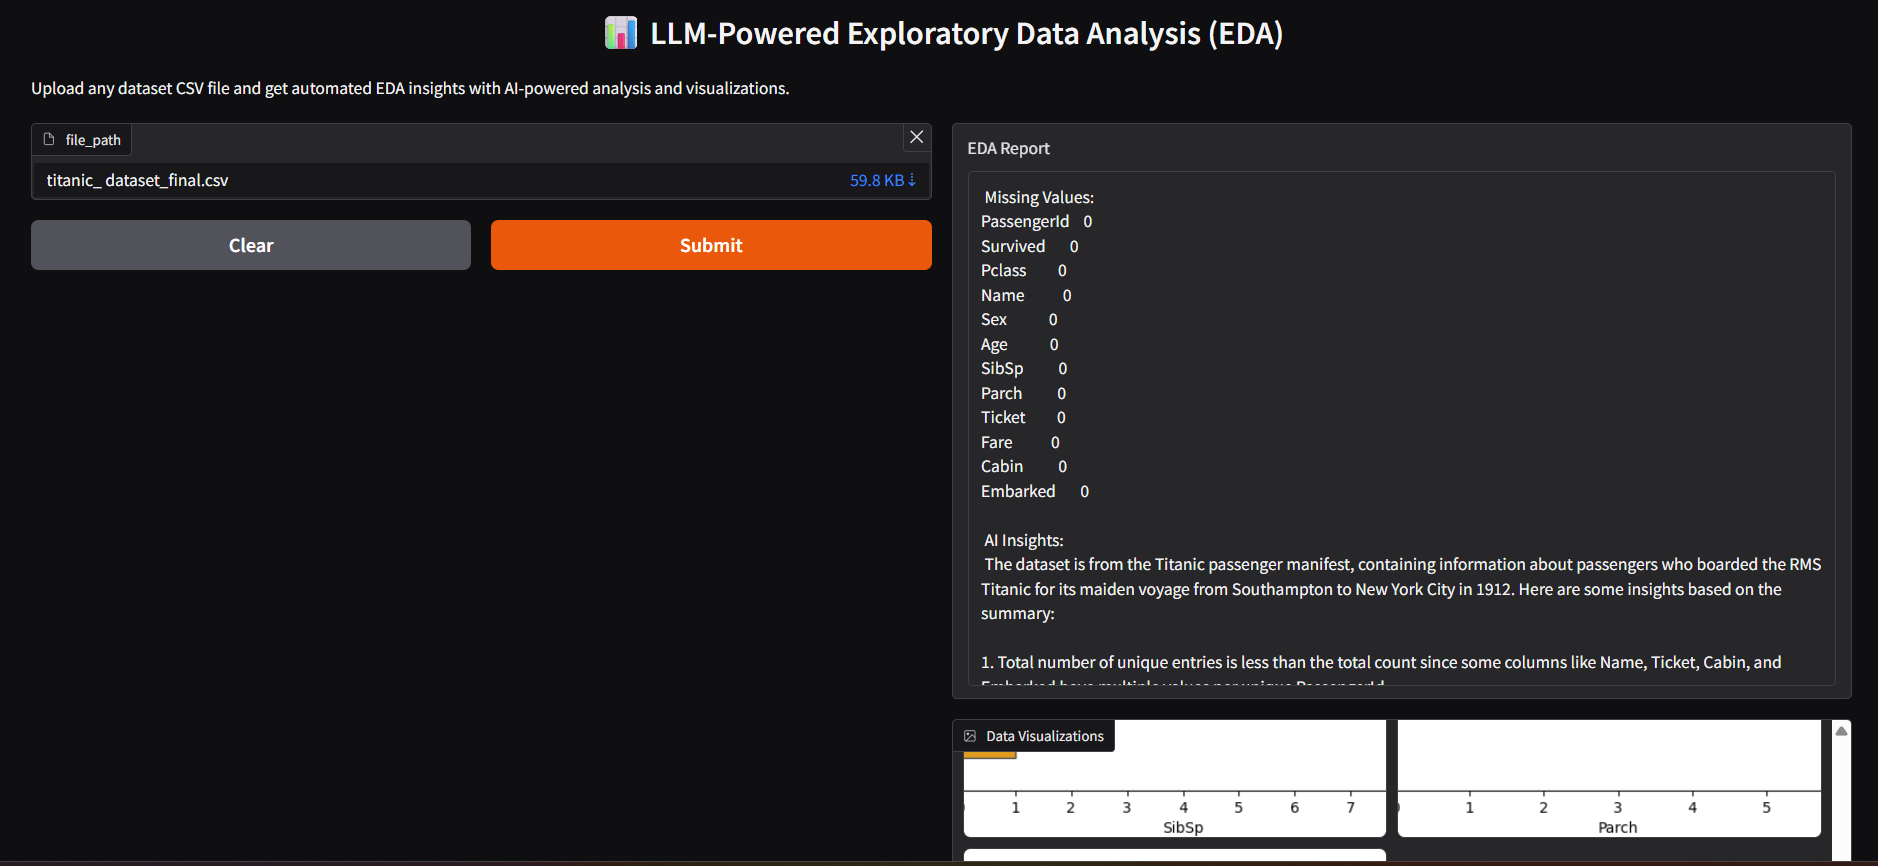 📊 LLM-Powered Exploratory Data Analysis (EDA)
Upload any dataset CSV file and get automated EDA insights with AI-powered analysis and visualizations.
file_path
titanic_ dataset_final.csv 59.8 KB ↓
Clear
Submit
EDA Report
Missing Values:
PassengerId 0
Survived 0
Pclass 0
Name 0
Sex 0
Age 0
SibSp 0
Parch 0
Ticket 0
Fare 0
Cabin 0
Embarked 0
AI Insights:
The dataset is from the Titanic passenger manifest, containing information about passengers who boarded the RMS
Titanic for its maiden voyage from Southampton to New York City in 1912. Here are some insights based on the
summary:
1. Total number of unique entries is less than the total count since some columns like Name, Ticket, Cabin, and
Embarked have multiple values per unique PassengerId
Data Visualizations
1 2 3 4 5 6 7
SibSp
1 2 3 4 5
Parch